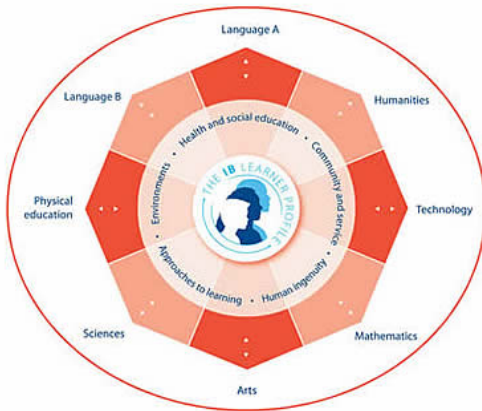 Language A
Language B
Humanities
Physical
education
Technology
Sciences
Mathematics
Arts
Health and social education
Community and service
Human ingenuity
Approaches to learning
Environments
THE IB LEARNER PROFILE